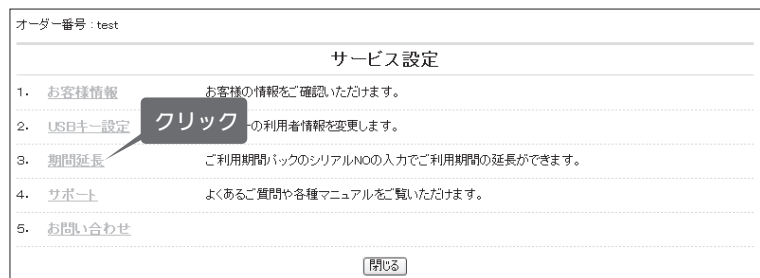 オーダー番号 : test
サービス設定
1. お客様情報 お客様の情報をご確認いただけます。
2. USBキー設定 クリック ーの利用者情報を変更します。
3. 期間延長 ご利用期間パックのシリアルNOの入力でご利用期間の延長ができます。
4. サポート よくあるご質問や各種マニュアルをご覧いただけます。
5. お問い合わせ
閉じる